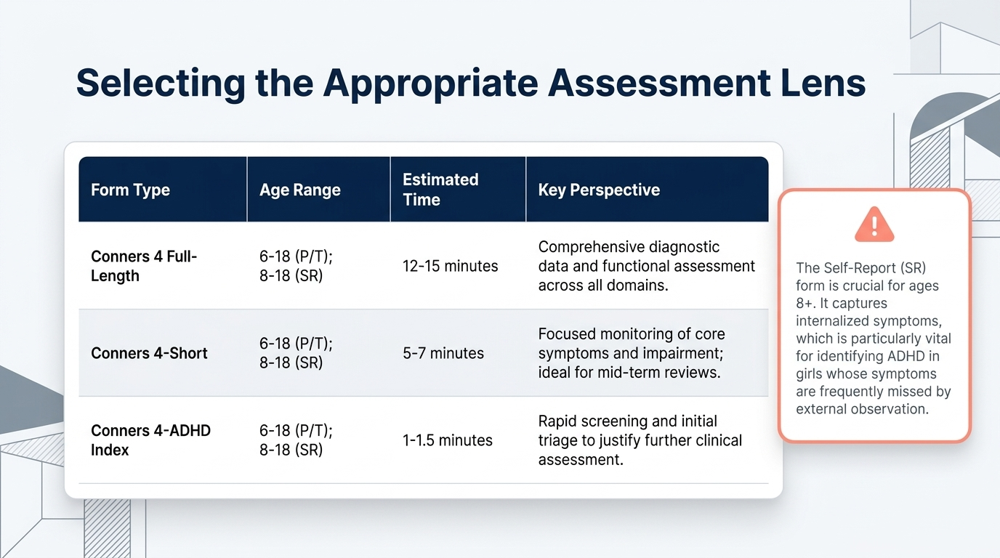 Selecting the Appropriate Assessment Lens
Form Type
Age Range
Estimated
Time
Key Perspective
Conners 4 Full-
Length
6-18 (P/T);
8-18 (SR)
12-15 minutes
Comprehensive diagnostic
data and functional assessment
across all domains.
Conners 4-Short
6-18 (P/T);
8-18 (SR)
5-7 minutes
Focused monitoring of core
symptoms and impairment;
ideal for mid-term reviews.
Conners 4-ADHD
Index
6-18 (P/T);
8-18 (SR)
1-1.5 minutes
Rapid screening and initial
triage to justify further clinical
assessment.
The Self-Report (SR)
form is crucial for ages
8+. It captures
internalized symptoms,
which is particularly vital
for identifying ADHD in
girls whose symptoms
are frequently missed by
external observation.